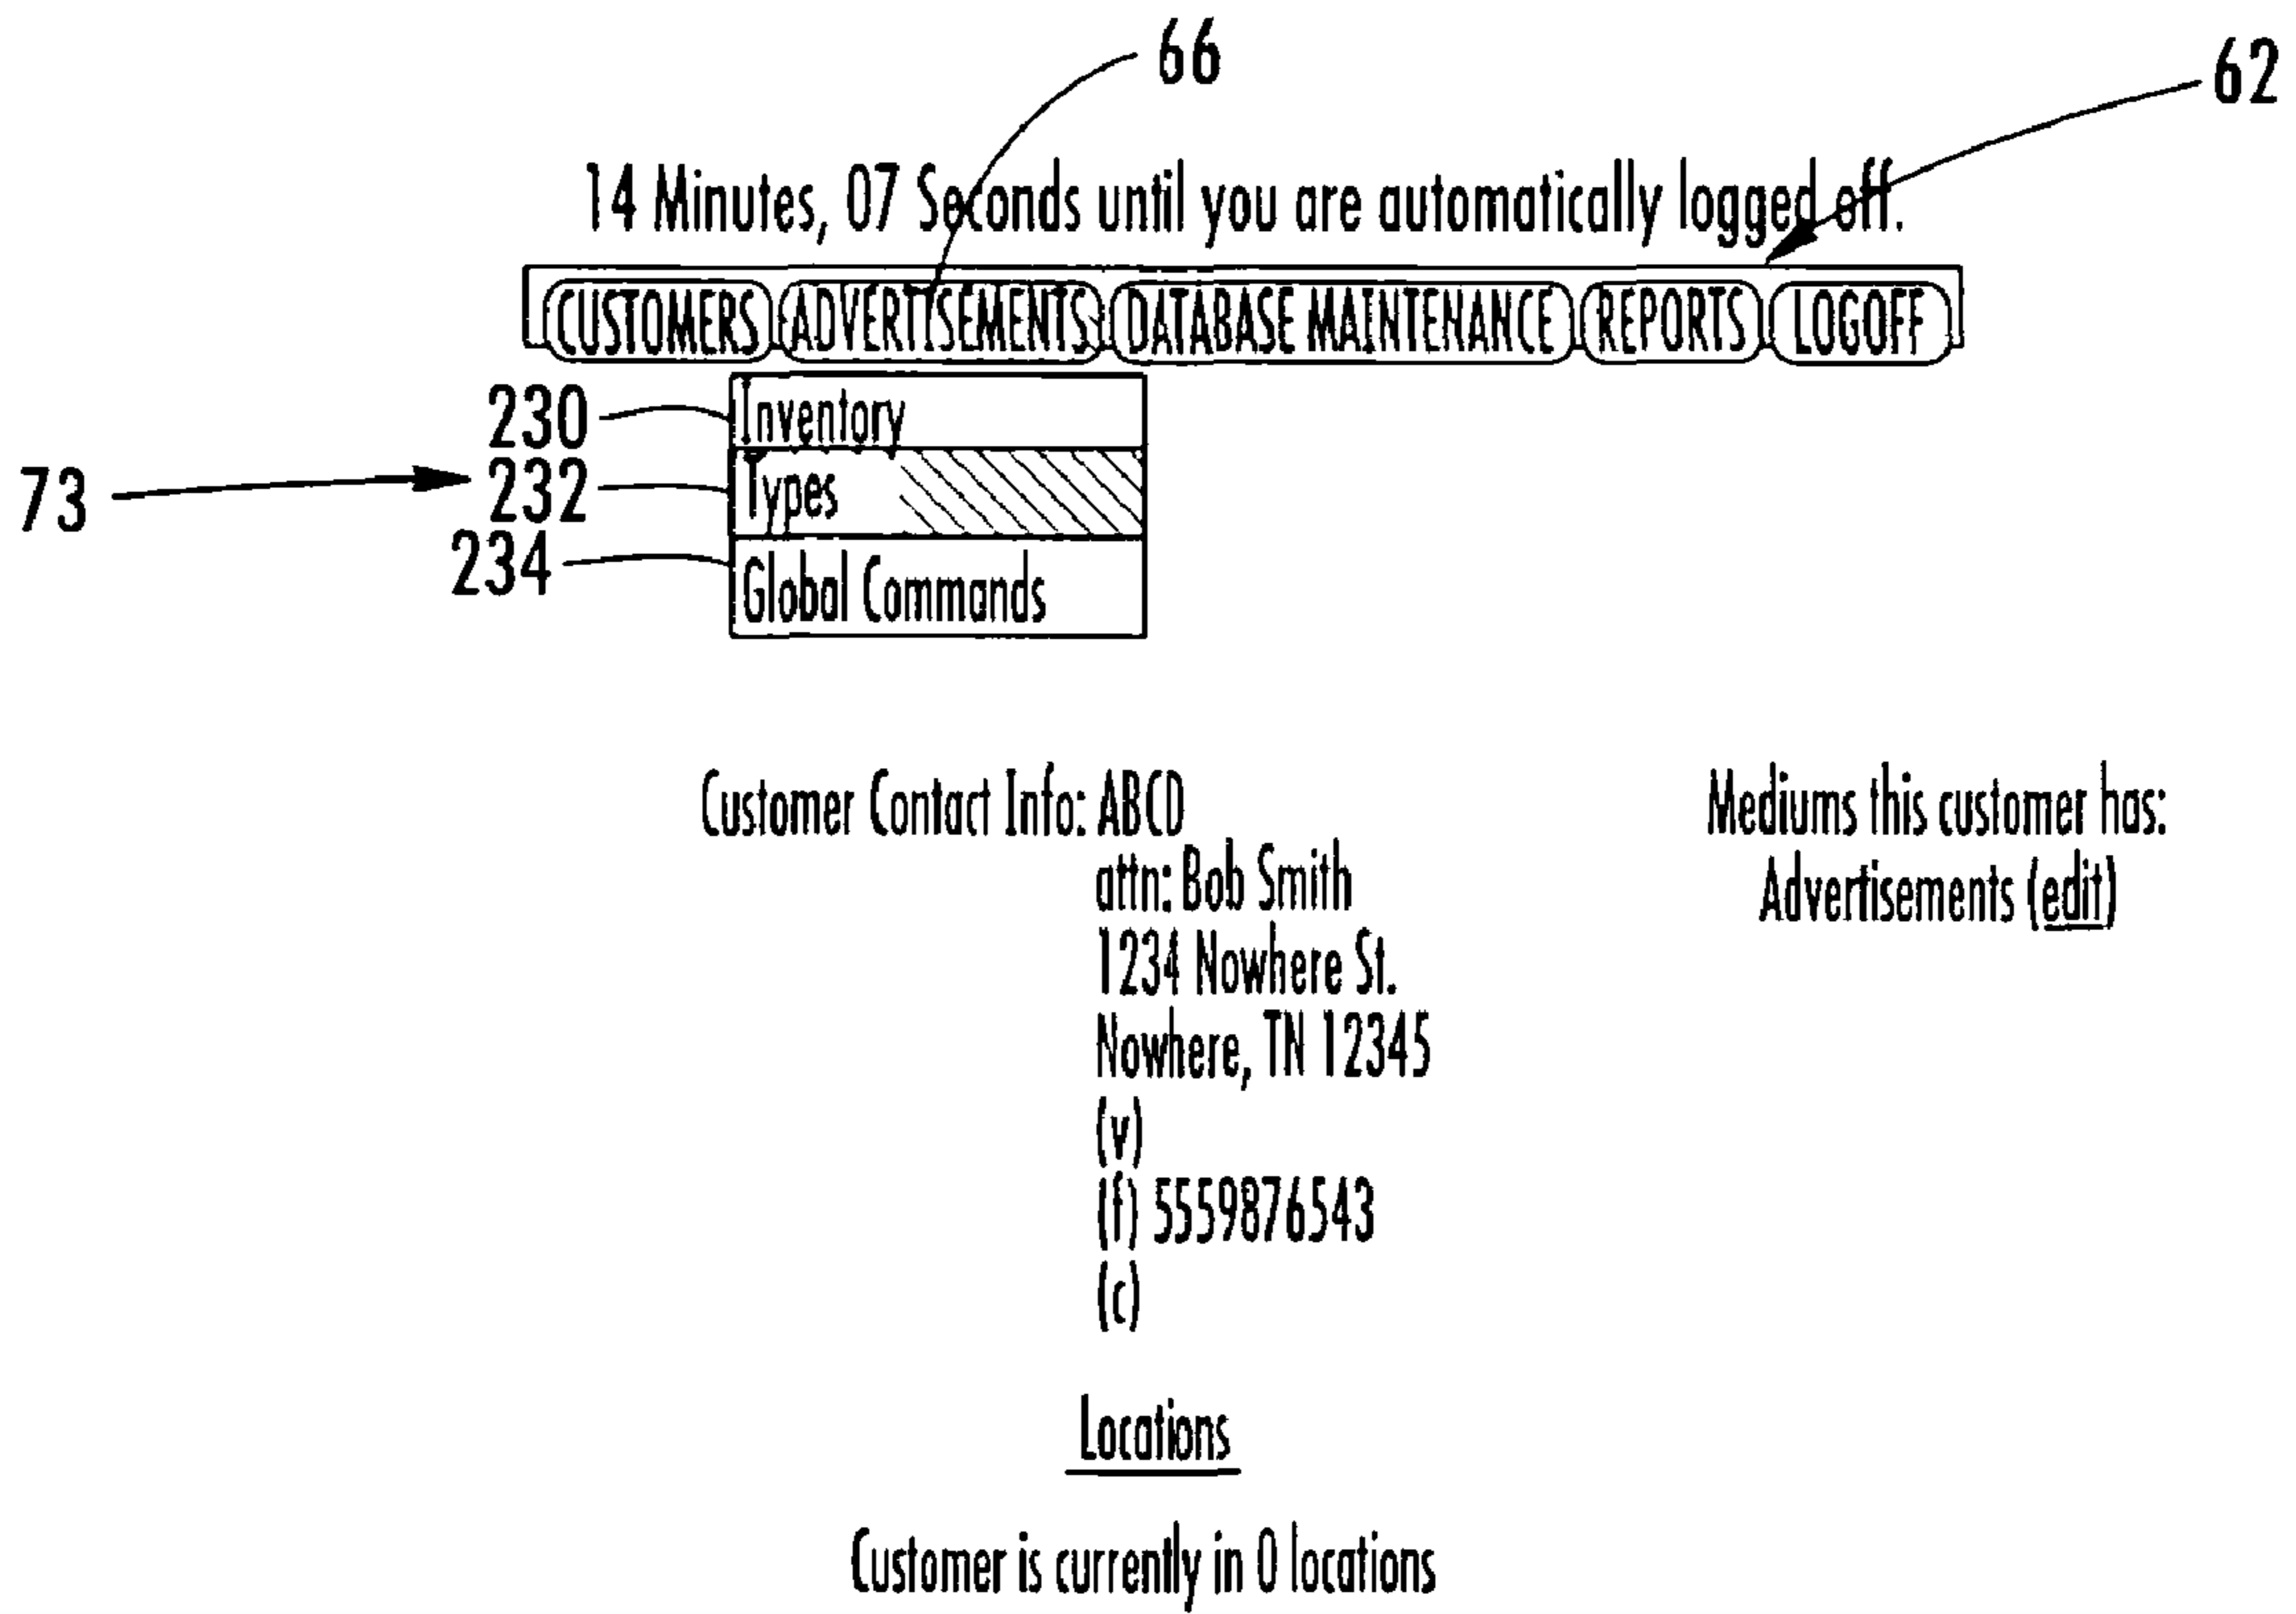 66
62
14 Minutes, 07 Seconds until you are automatically logged off.
CUSTOMERS ADVERTISEMENTS DATABASE MAINTENANCE REPORTS LOGOFF
230 Inventory
73 232 Types
234 Global Commands
Customer Contact Info: ABCD
Mediums this customer has:
attn: Bob Smith
Advertisements (edit)
1234 Nowhere St.
Nowhere, TN 12345
(v)
(f) 5559876543
(c)
Locations
Customer is currently in 0 locations